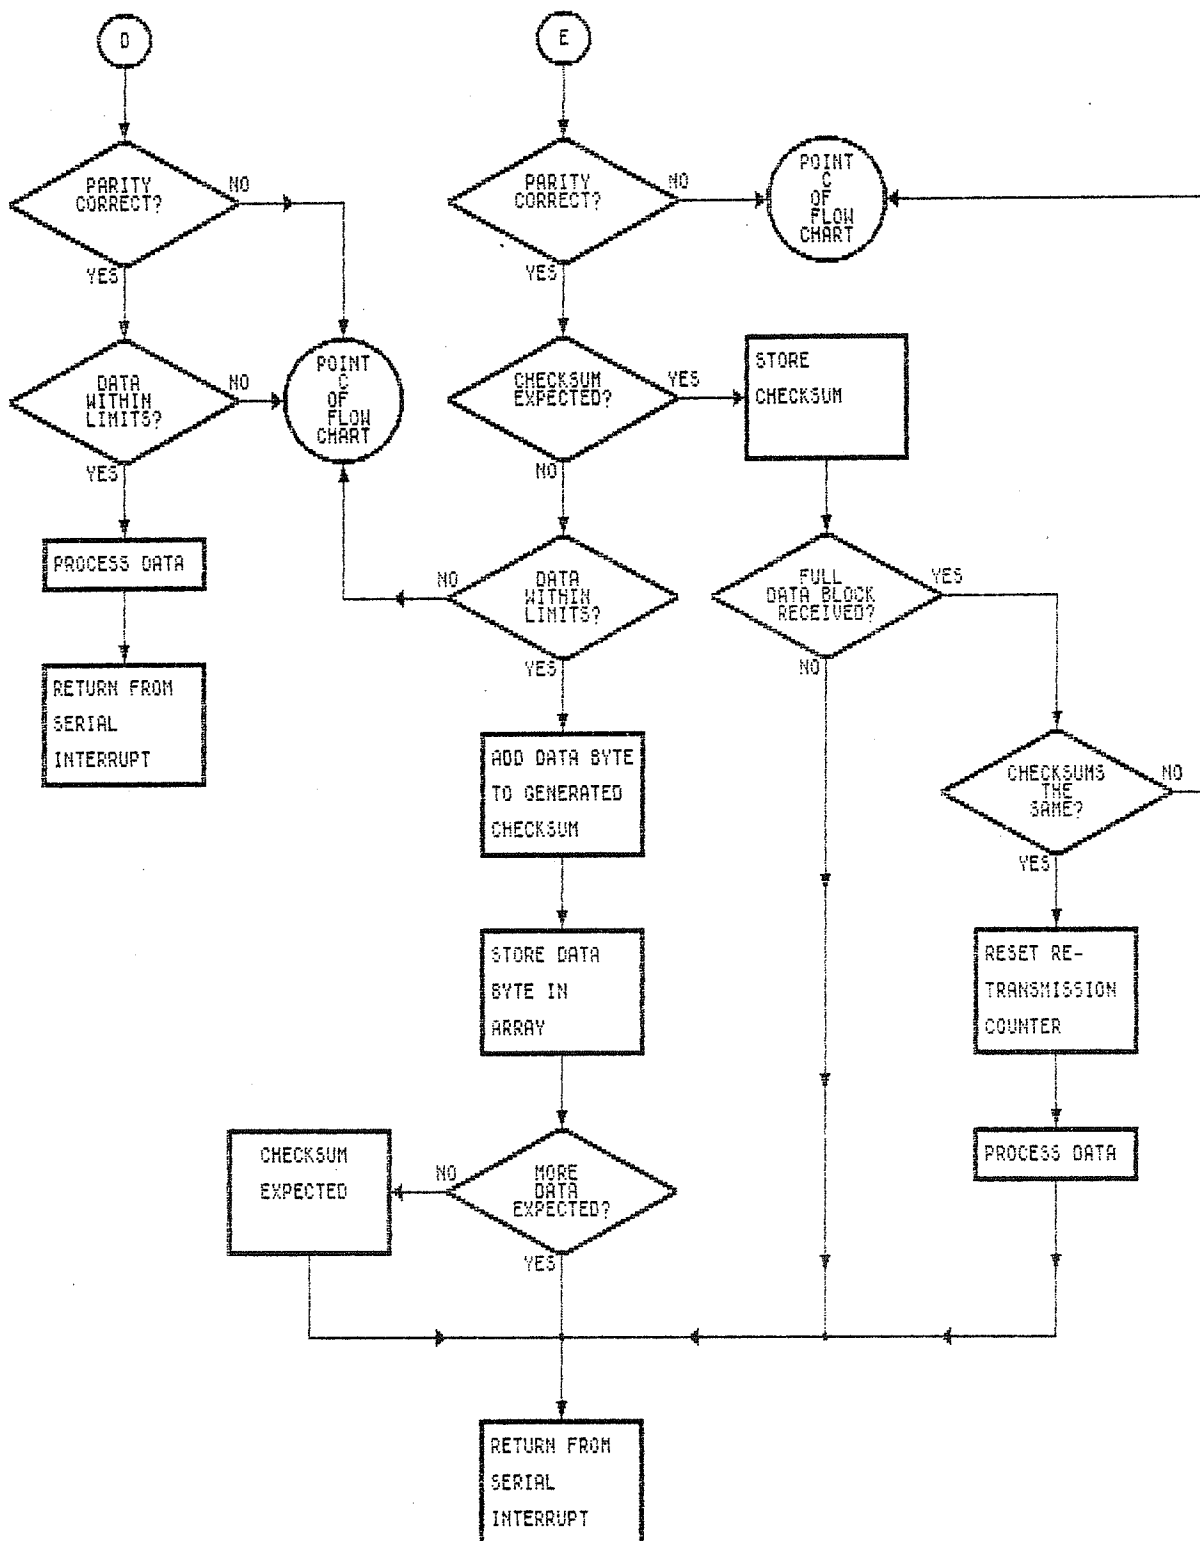 D
PARITY
CORRECT?
NO
YES
DATA
WITHIN
LIMITS?
NO
YES
POINT
C
OF
FLOW
CHART
PROCESS DATA
RETURN FROM
SERIAL
INTERRUPT
E
PARITY
CORRECT?
NO
YES
POINT
C
OF
FLOW
CHART
CHECKSUM
EXPECTED?
YES
NO
STORE
CHECKSUM
DATA
WITHIN
LIMITS?
NO
YES
FULL
DATA BLOCK
RECEIVED?
YES
NO
ADD DATA BYTE
TO GENERATED
CHECKSUM
CHECKSUMS
THE
SAME?
NO
YES
STORE DATA
BYTE IN
ARRAY
RESET RE-
TRANSMISSION
COUNTER
MORE
DATA
EXPECTED?
NO
YES
CHECKSUM
EXPECTED
PROCESS DATA
RETURN FROM
SERIAL
INTERRUPT